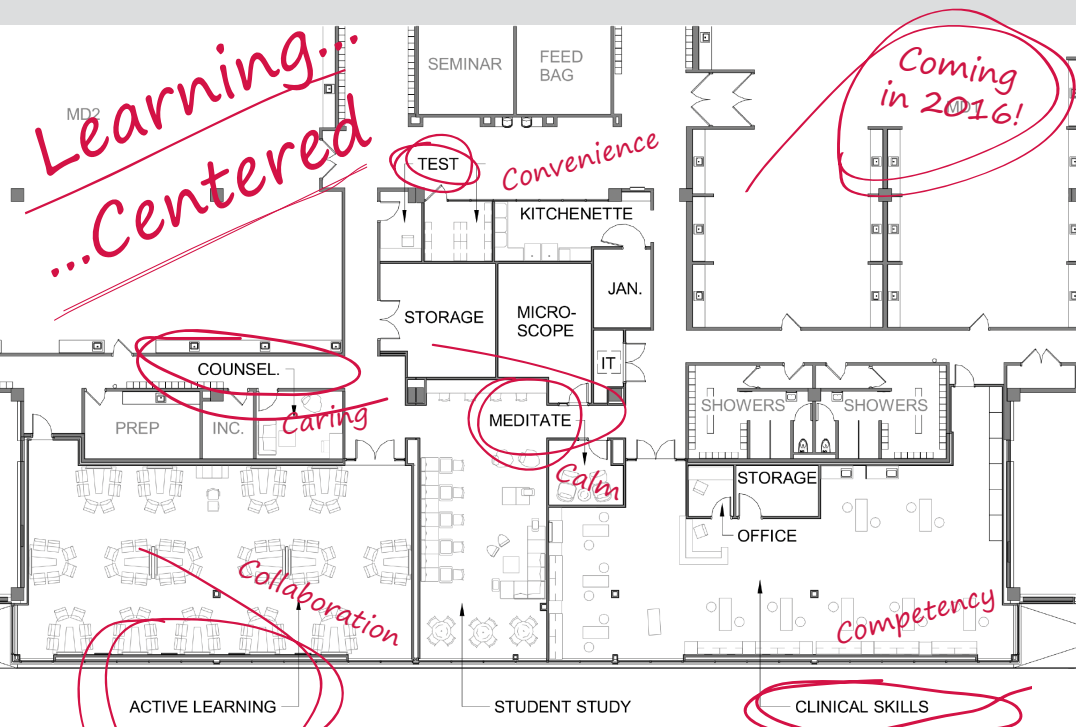 Learning...
...Centered
Coming
in 2016!
MD2
MD1
SEMINAR
FEED
BAG
TEST
Convenience
KITCHENETTE
JAN.
STORAGE
MICRO-
SCOPE
IT
COUNSEL.
Caring
PREP
INC.
MEDITATE
Calm
SHOWERS
SHOWERS
STORAGE
OFFICE
Collaboration
Competency
ACTIVE LEARNING
STUDENT STUDY
CLINICAL SKILLS